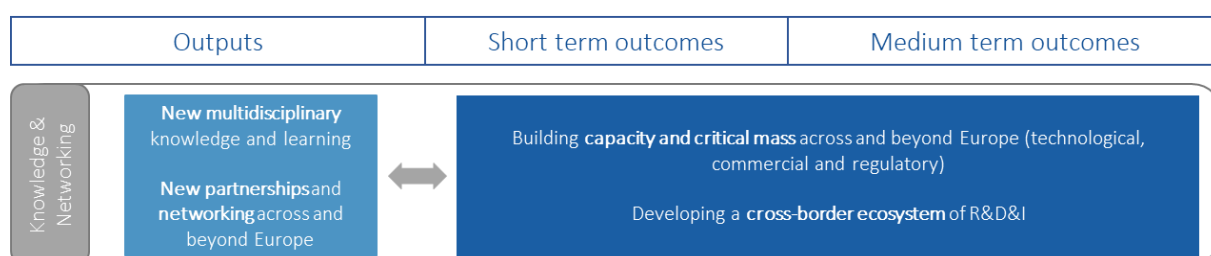 Outputs
Short term outcomes
Medium term outcomes
Knowledge &
Networking
New multidisciplinary
knowledge and learning
New partnerships and
networking across and
beyond Europe
Building capacity and critical mass across and beyond Europe (technological,
commercial and regulatory)
Developing a cross-border ecosystem of R&D&I